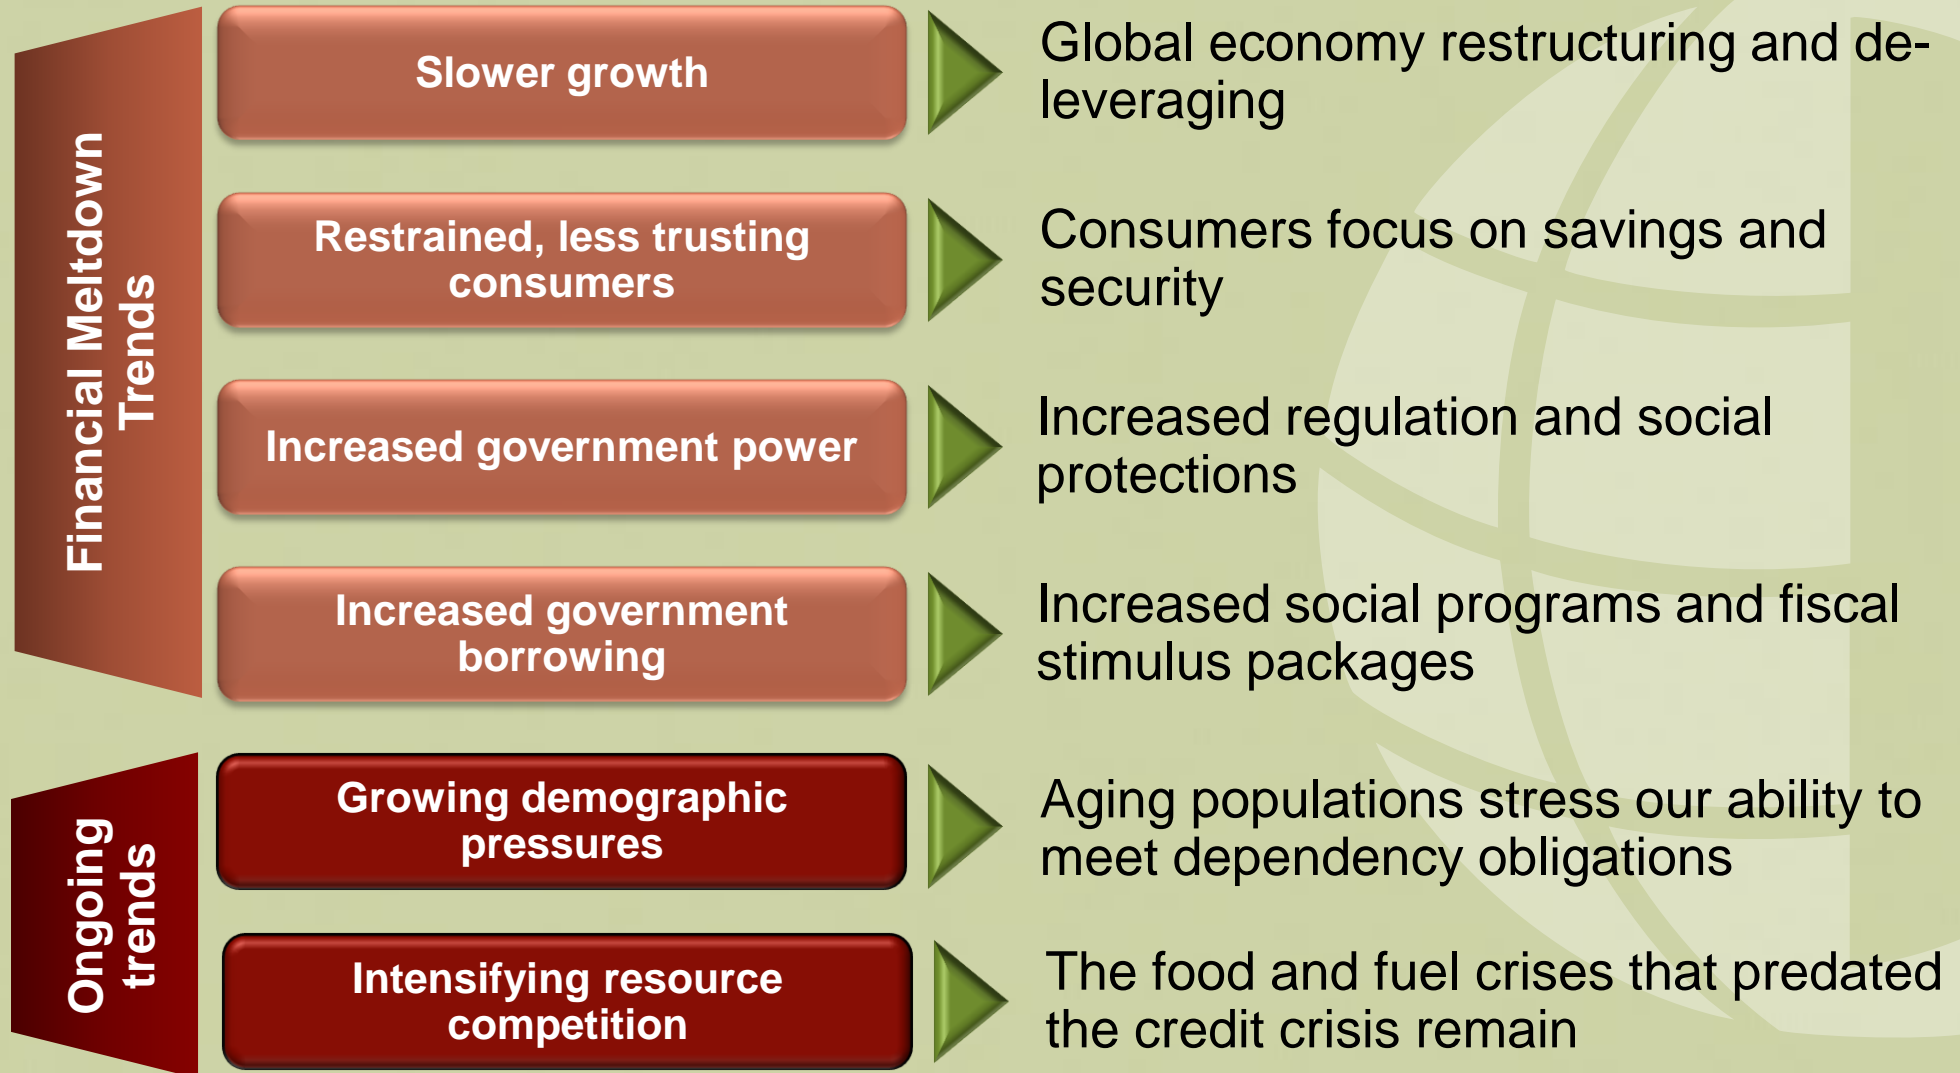 Financial Meltdown
Trends
Slower growth
Global economy restructuring and de-
leveraging
Restrained, less trusting
consumers
Consumers focus on savings and
security
Increased government power
Increased regulation and social
protections
Increased government
borrowing
Increased social programs and fiscal
stimulus packages
Ongoing
trends
Growing demographic
pressures
Aging populations stress our ability to
meet dependency obligations
Intensifying resource
competition
The food and fuel crises that predated
the credit crisis remain